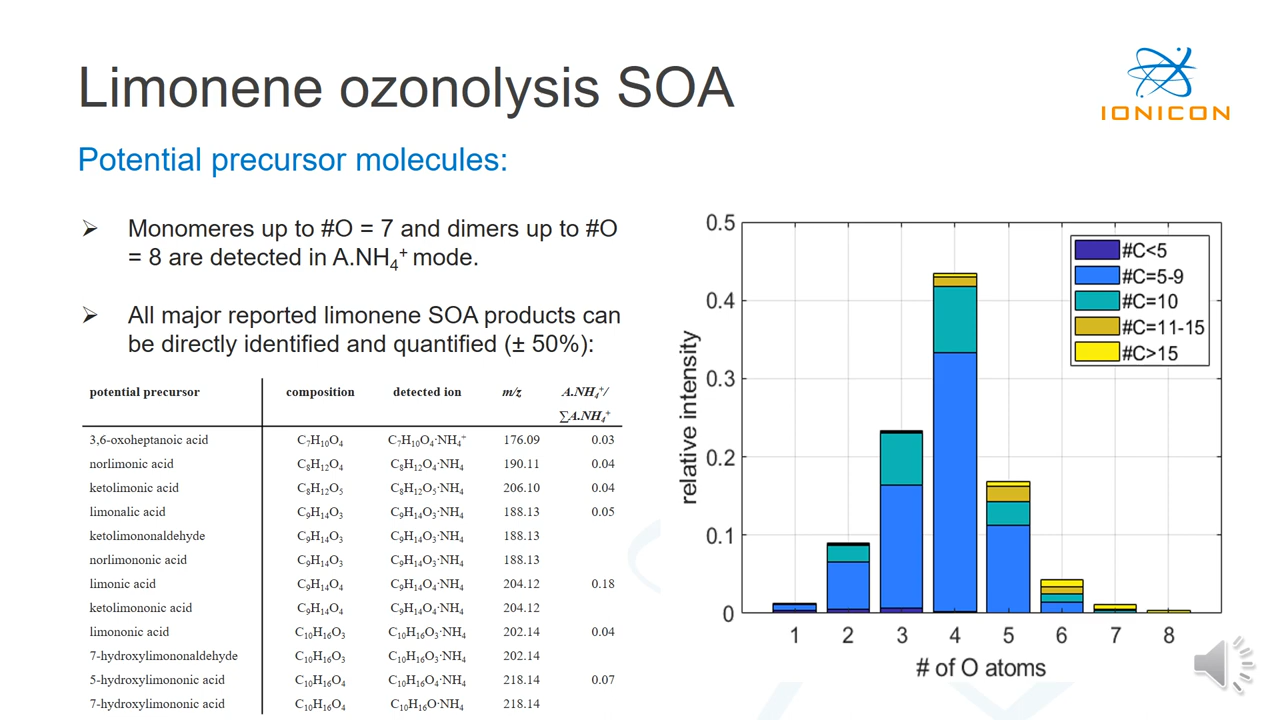 Limonene ozonolysis SOA
IONICON
Potential precursor molecules:
➢ Monomeres up to #O = 7 and dimers up to #O
= 8 are detected in A.NH₄⁺ mode.
➢ All major reported limonene SOA products can
be directly identified and quantified (± 50%):
potential precursor composition detected ion m/z A.NH₄⁺/
∑A.NH₄⁺
3,6-oxoheptanoic acid C₇H₁₀O₄ C₇H₁₀O₄·NH₄⁺ 176.09 0.03
norlimonic acid C₈H₁₂O₄ C₈H₁₂O₄·NH₄ 190.11 0.04
ketolimonic acid C₈H₁₂O₅ C₈H₁₂O₅·NH₄ 206.10 0.04
limonalic acid C₉H₁₄O₃ C₉H₁₄O₃·NH₄ 188.13 0.05
ketolimononaldehyde C₉H₁₄O₃ C₉H₁₄O₃·NH₄ 188.13
norlimononic acid C₉H₁₄O₃ C₉H₁₄O₃·NH₄ 188.13
limonic acid C₉H₁₄O₄ C₉H₁₄O₄·NH₄ 204.12 0.18
ketolimononic acid C₉H₁₄O₄ C₉H₁₄O₄·NH₄ 204.12
limononic acid C₁₀H₁₆O₃ C₁₀H₁₆O₃·NH₄ 202.14 0.04
7-hydroxylimononaldehyde C₁₀H₁₆O₃ C₁₀H₁₆O₃·NH₄ 202.14
5-hydroxylimononic acid C₁₀H₁₆O₄ C₁₀H₁₆O₄·NH₄ 218.14 0.07
7-hydroxylimononic acid C₁₀H₁₆O₄ C₁₀H₁₆O·NH₄ 218.14
relative intensity
0.5
0.4
0.3
0.2
0.1
0
#C<5
#C=5-9
#C=10
#C=11-15
#C>15
1 2 3 4 5 6 7 8
# of O atoms